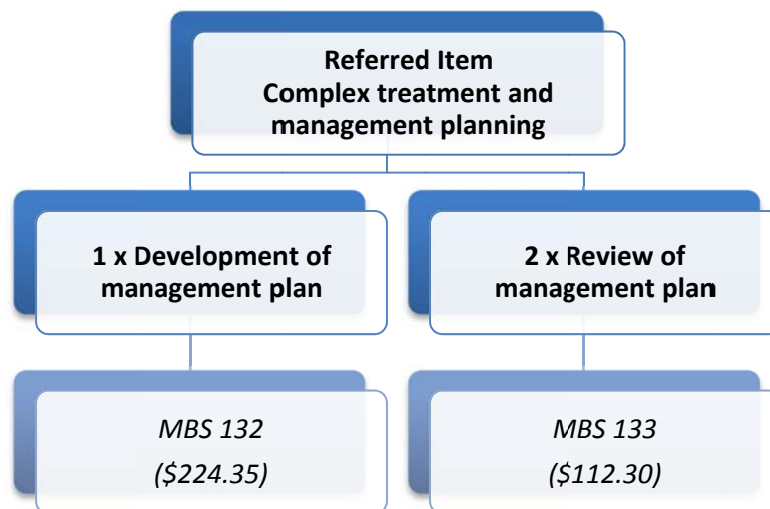 Referred Item
Complex treatment and
management planning
1 x Development of
management plan
2 x Review of
management plan
MBS 132
($224.35)
MBS 133
($112.30)